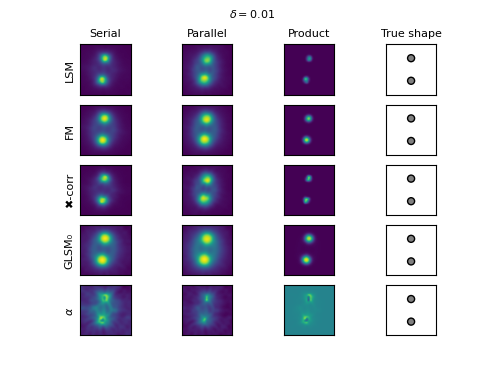 δ = 0.01
Serial Parallel Product True shape
LSM
FM
✖-corr
GLSM₀
α